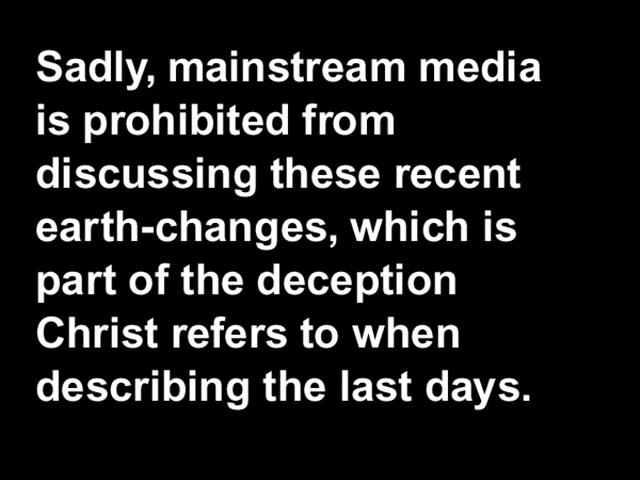 Sadly, mainstream media
is prohibited from
discussing these recent
earth-changes, which is
part of the deception
Christ refers to when
describing the last days.